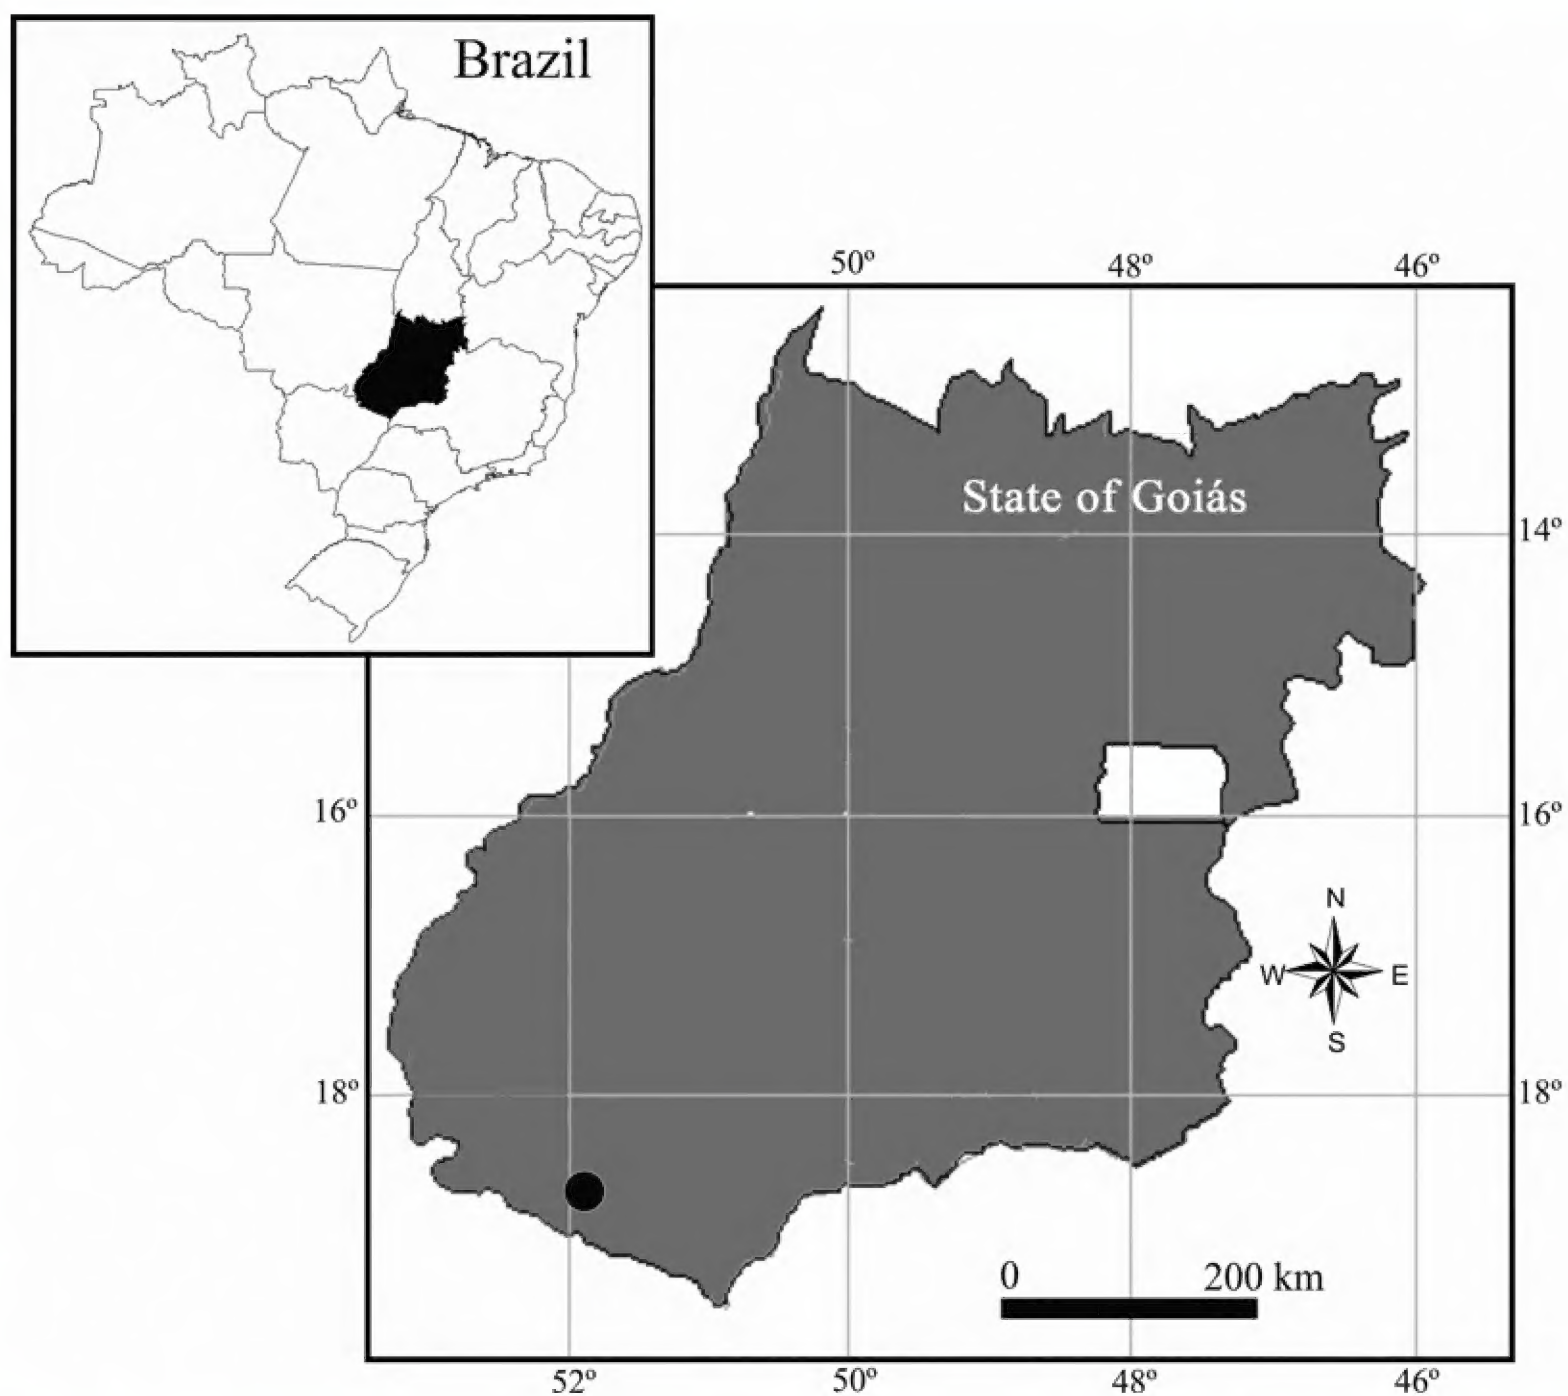 Brazil
50º 48º 46º
State of Goiás
14º
16º 16º
N
W E
S
18º 18º
0 200 km
52º 50º 48º 46º